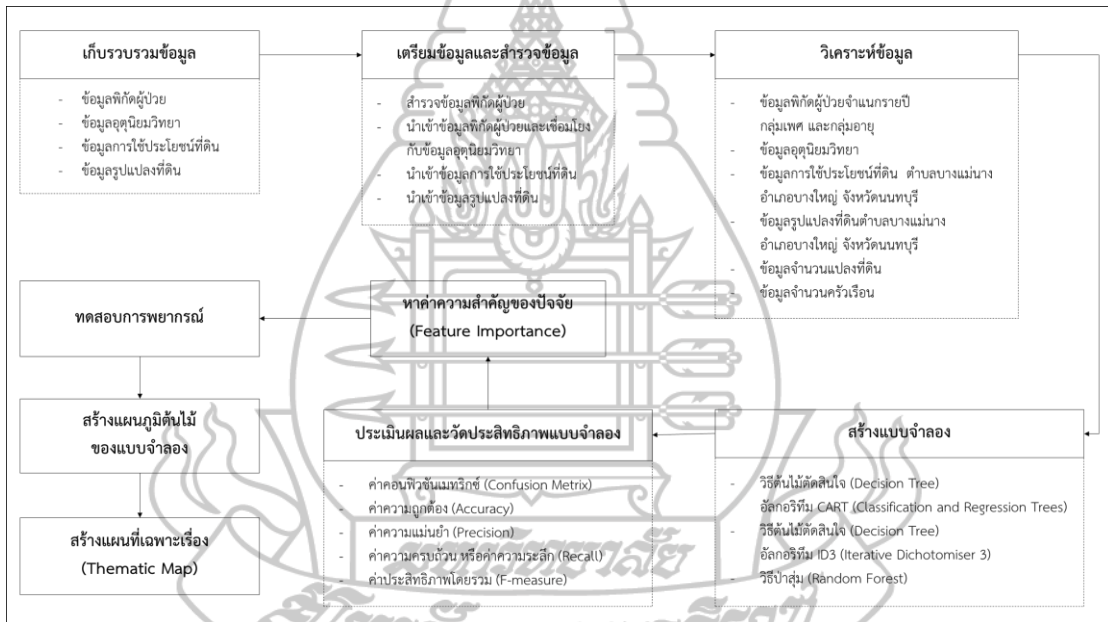 เก็บรวบรวมข้อมูล
- ข้อมูลพิกัดผู้ป่วย
- ข้อมูลอุตุนิยมวิทยา
- ข้อมูลการใช้ประโยชน์ที่ดิน
- ข้อมูลรูปแปลงที่ดิน
เตรียมข้อมูลและสำรวจข้อมูล
- สำรวจข้อมูลพิกัดผู้ป่วย
- นำเข้าข้อมูลพิกัดผู้ป่วยและเชื่อมโยง
กับข้อมูลอุตุนิยมวิทยา
- นำเข้าข้อมูลการใช้ประโยชน์ที่ดิน
- นำเข้าข้อมูลรูปแปลงที่ดิน
วิเคราะห์ข้อมูล
- ข้อมูลพิกัดผู้ป่วยจำแนกรายปี
กลุ่มเพศ และกลุ่มอายุ
- ข้อมูลอุตุนิยมวิทยา
- ข้อมูลการใช้ประโยชน์ที่ดิน ตำบลบางแม่นาง
อำเภอบางใหญ่ จังหวัดนนทบุรี
- ข้อมูลรูปแปลงที่ดินตำบลบางแม่นาง
อำเภอบางใหญ่ จังหวัดนนทบุรี
- ข้อมูลจำนวนแปลงที่ดิน
- ข้อมูลจำนวนครัวเรือน
สร้างแบบจำลอง
- วิธีต้นไม้ตัดสินใจ (Decision Tree)
อัลกอริทึม CART (Classification and Regression Trees)
- วิธีต้นไม้ตัดสินใจ (Decision Tree)
อัลกอริทึม ID3 (Iterative Dichotomiser 3)
- วิธีป่าสุ่ม (Random Forest)
ประเมินผลและวัดประสิทธิภาพแบบจำลอง
- ค่าคอนฟิวชันเมทริกซ์ (Confusion Metrix)
- ค่าความถูกต้อง (Accuracy)
- ค่าความแม่นยำ (Precision)
- ค่าความครบถ้วน หรือค่าความระลึก (Recall)
- ค่าประสิทธิภาพโดยรวม (F-measure)
หาค่าความสำคัญของปัจจัย
(Feature Importance)
ทดสอบการพยากรณ์
สร้างแผนภูมิต้นไม้
ของแบบจำลอง
สร้างแผนที่เฉพาะเรื่อง
(Thematic Map)